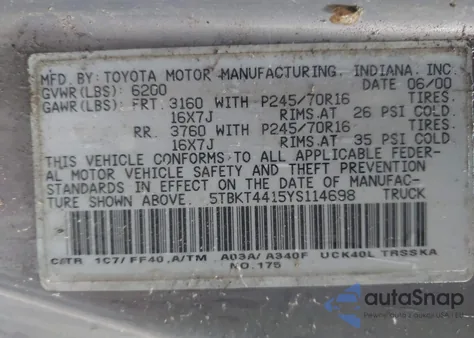 MFD. BY: TOYOTA MOTOR MANUFACTURING, INDIANA, INC.
GVWR(LBS): 6200 DATE 06/00
GAWR(LBS): FRT. 3160 WITH P245/70R16 TIRES.
16X7J RIMS.AT 26 PSI COLD.
RR. 3760 WITH P245/70R16 TIRES.
16X7J RIMS.AT 35 PSI COLD.
THIS VEHICLE CONFORMS TO ALL APPLICABLE FEDER-
AL MOTOR VEHICLE SAFETY AND THEFT PREVENTION
STANDARDS IN EFFECT ON THE DATE OF MANUFAC-
TURE SHOWN ABOVE. 5TBKT4415YS114698 TRUCK
C/TR 1C7/FF40,A/TM A03A/A340F UCK40L TRSSKA
NO.175
autoSnap